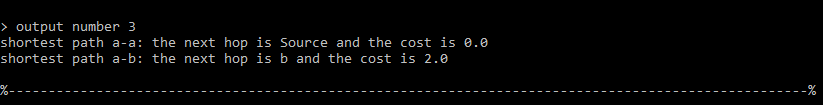 > output number 3
shortest path a-a: the next hop is Source and the cost is 0.0
shortest path a-b: the next hop is b and the cost is 2.0
%----------------------------------------------------------------------------------------------------%